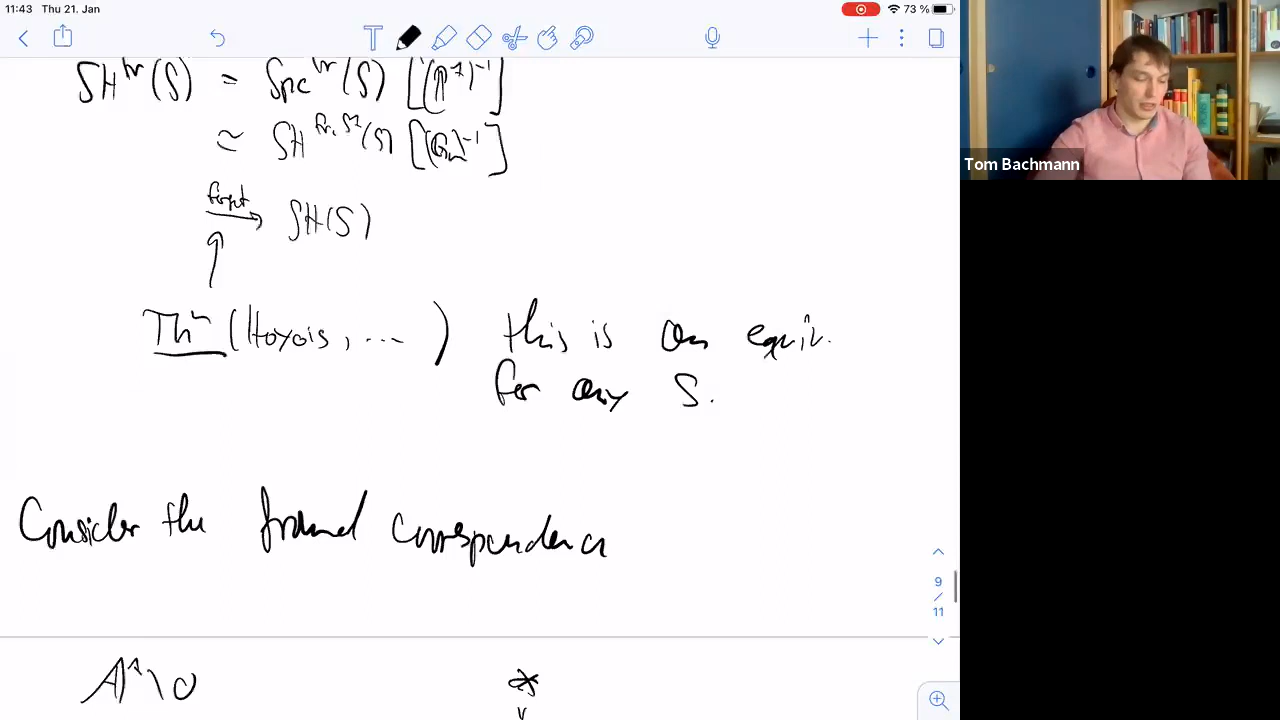 11:43 Thu 21. Jan
73 %
SH^fr(S) = Spc^fr(S) [(P^1)^-1]
≃ SH^fr,S1(S) [(Gm)^-1]
forget
SH(S)
Thm (Hoyois, ... ) this is an equiv.
for any S.
Consider the framed correspondence
9
/
11
A^1\0 *
Tom Bachmann